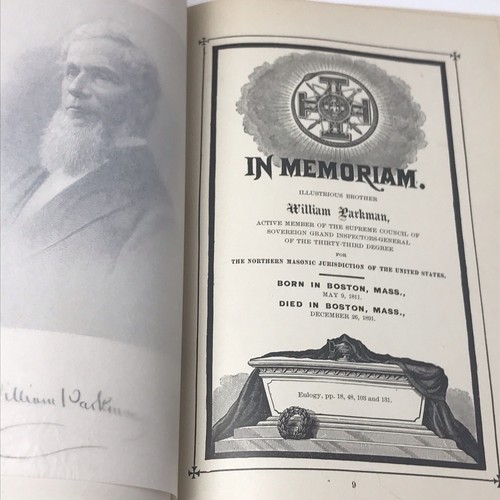 IN MEMORIAM.
ILLUSTRIOUS BROTHER
William Parkman,
ACTIVE MEMBER OF THE SUPREME COUNCIL OF
SOVEREIGN GRAND INSPECTORS-GENERAL
OF THE THIRTY-THIRD DEGREE
FOR
THE NORTHERN MASONIC JURISDICTION OF THE UNITED STATES.
BORN IN BOSTON, MASS.,
MAY 9, 1811.
DIED IN BOSTON, MASS.,
DECEMBER 26, 1891.
Eulogy, pp. 18, 48, 103 and 131.
9
William Parkman